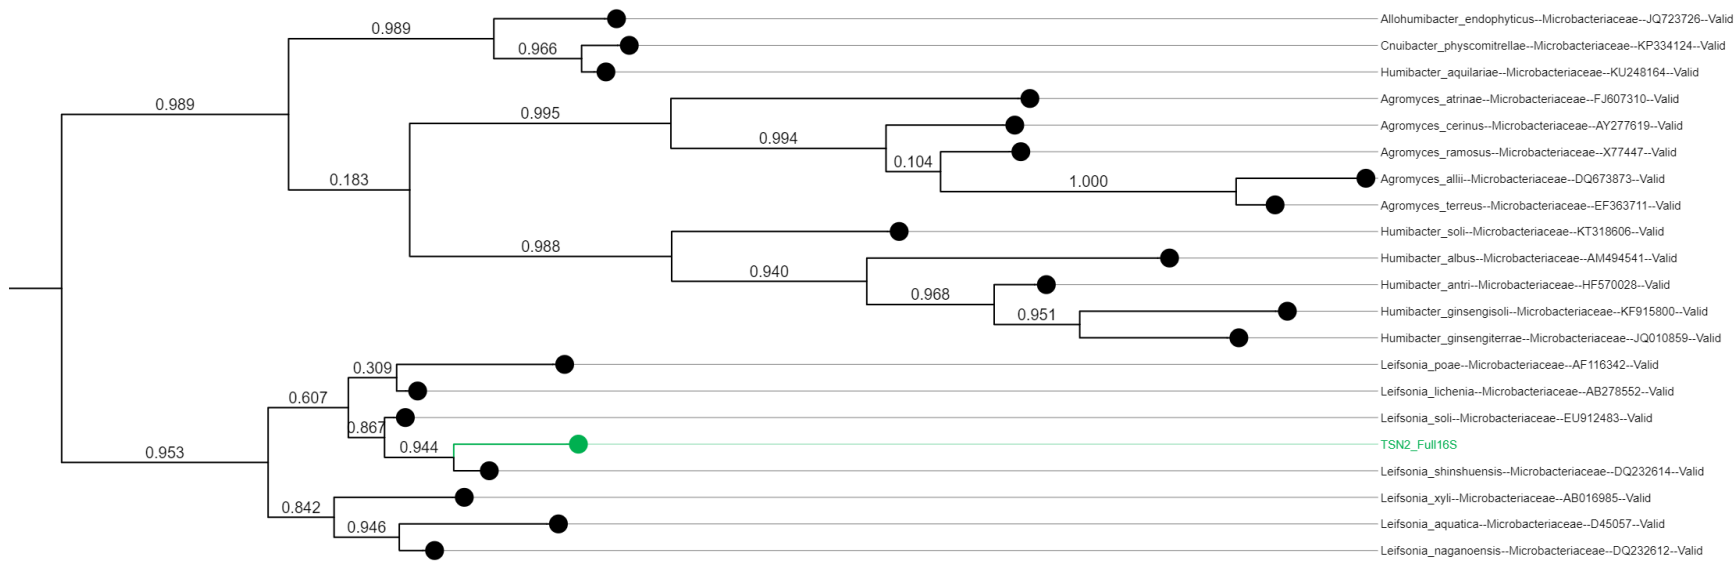 Allohumibacter_endophyticus--Microbacteriaceae--JQ723726--Valid
0.989
Cnuibacter_physcomitrellae--Microbacteriaceae--KP334124--Valid
0.966
Humibacter_aquilariae--Microbacteriaceae--KU248164--Valid
0.989
Agromyces_atrinae--Microbacteriaceae--FJ607310--Valid
0.995
Agromyces_cerinus--Microbacteriaceae--AY277619--Valid
0.994
Agromyces_ramosus--Microbacteriaceae--X77447--Valid
0.104
Agromyces_allii--Microbacteriaceae--DQ673873--Valid
0.183
1.000
Agromyces_terreus--Microbacteriaceae--EF363711--Valid
Humibacter_soli--Microbacteriaceae--KT318606--Valid
0.988
Humibacter_albus--Microbacteriaceae--AM494541--Valid
0.940
Humibacter_antri--Microbacteriaceae--HF570028--Valid
0.968
Humibacter_ginsengisoli--Microbacteriaceae--KF915800--Valid
0.951
Humibacter_ginsengiterrae--Microbacteriaceae--JQ010859--Valid
Leifsonia_poae--Microbacteriaceae--AF116342--Valid
0.309
Leifsonia_lichenia--Microbacteriaceae--AB278552--Valid
0.607
Leifsonia_soli--Microbacteriaceae--EU912483--Valid
0.867
TSN2_Full16S
0.944
0.953
Leifsonia_shinshuensis--Microbacteriaceae--DQ232614--Valid
Leifsonia_xyli--Microbacteriaceae--AB016985--Valid
0.842
Leifsonia_aquatica--Microbacteriaceae--D45057--Valid
0.946
Leifsonia_naganoensis--Microbacteriaceae--DQ232612--Valid